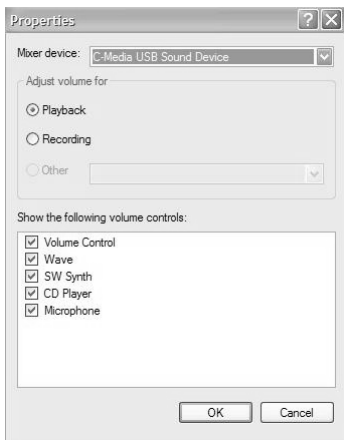 Properties
Mixer device: C-Media USB Sound Device
Adjust volume for
Playback
Recording
Other
Show the following volume controls:
Volume Control
Wave
SW Synth
CD Player
Microphone
OK Cancel